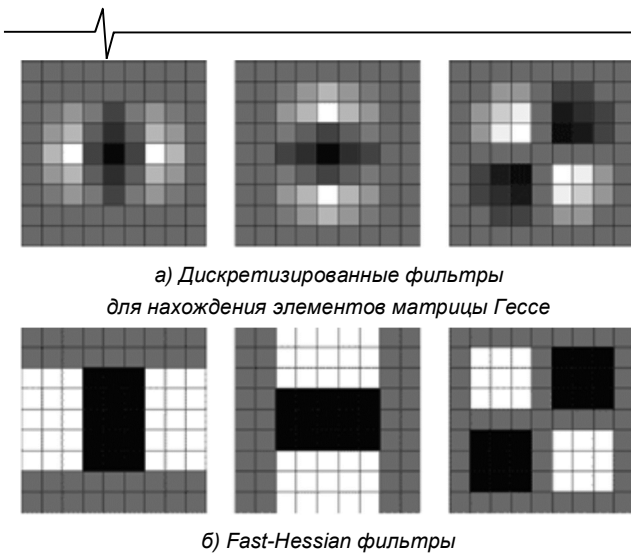 а) Дискретизированные фильтры
для нахождения элементов матрицы Гессе
б) Fast-Hessian фильтры